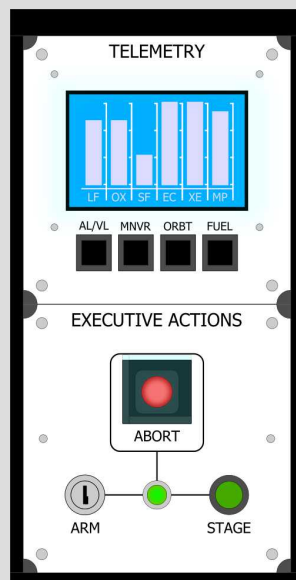 TELEMETRY
LF OX SF EC XE MP
AL/VL MNVR ORBT FUEL
EXECUTIVE ACTIONS
ABORT
ARM STAGE